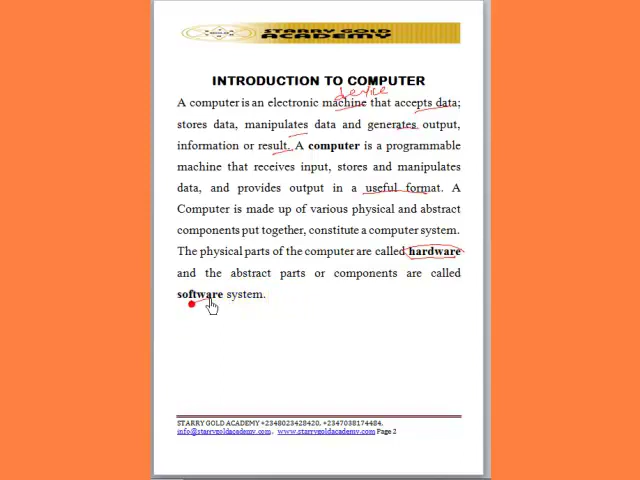 STARRY GOLD
ACADEMY
GOLD
INTRODUCTION TO COMPUTER
device
A computer is an electronic machine that accepts data;
stores data, manipulates data and generates output,
information or result. A computer is a programmable
machine that receives input, stores and manipulates
data, and provides output in a useful format. A
Computer is made up of various physical and abstract
components put together, constitute a computer system.
The physical parts of the computer are called hardware
and the abstract parts or components are called
software system.
STARRY GOLD ACADEMY +2348023428420, +2347038174484,
info@starrygoldacademy.com, www.starrygoldacademy.com Page 2